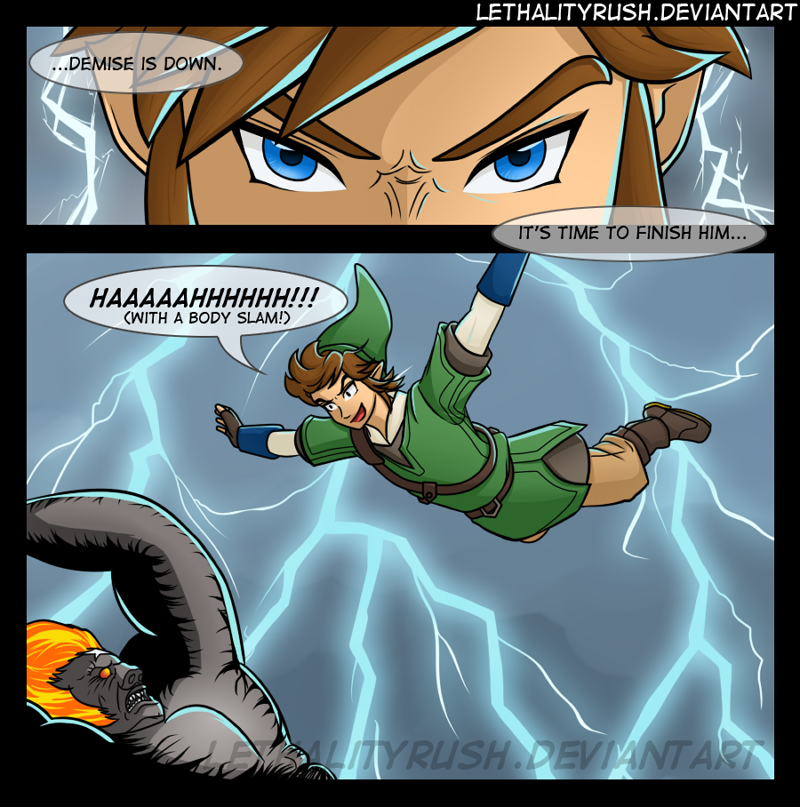 LETHALITYRUSH.DEVIANTART
...DEMISE IS DOWN.
IT'S TIME TO FINISH HIM...
HAAAAAHHHHHH!!!
(WITH A BODY SLAM!)
LETHALITYRUSH.DEVIANTART